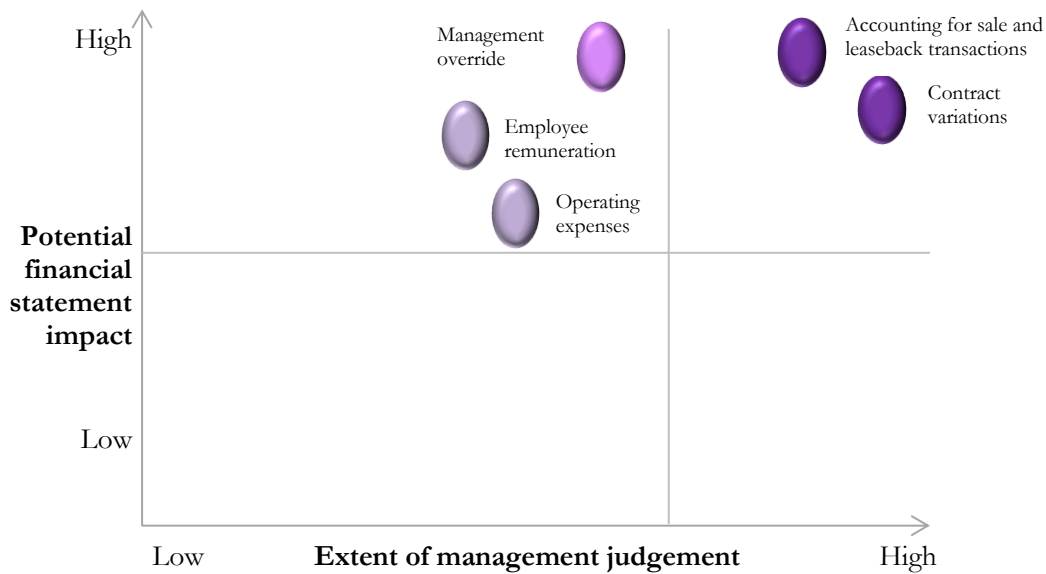 High
Management
override
Accounting for sale and
leaseback transactions
Contract
variations
Employee
remuneration
Operating
expenses
Potential
financial
statement
impact
Low
Low
Extent of management judgement
High